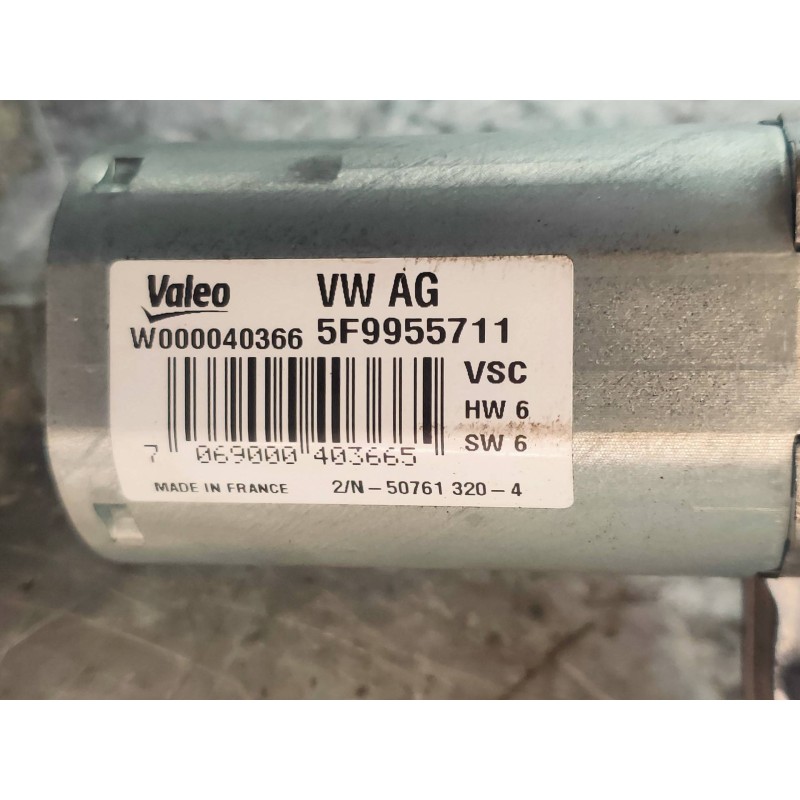 Valeo VW AG
W000040366 5F9955711
VSC
HW 6
SW 6
7 069000 403665
MADE IN FRANCE 2/N-50761 320-4